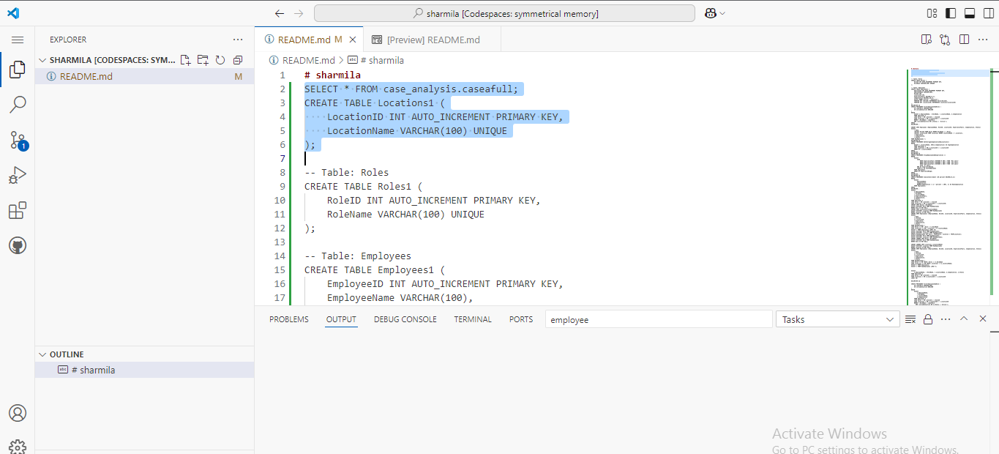 sharmila [Codespaces: symmetrical memory]
EXPLORER
SHARMILA [CODESPACES: SYM...
README.md M
OUTLINE
# sharmila
1
README.md M
[Preview] README.md
README.md > # sharmila
1 # sharmila
2 SELECT * FROM case_analysis.caseafull;
3 CREATE TABLE Locations1 (
4 LocationID INT AUTO_INCREMENT PRIMARY KEY,
5 LocationName VARCHAR(100) UNIQUE
6 );
7
8 -- Table: Roles
9 CREATE TABLE Roles1 (
10 RoleID INT AUTO_INCREMENT PRIMARY KEY,
11 RoleName VARCHAR(100) UNIQUE
12 );
13
14 -- Table: Employees
15 CREATE TABLE Employees1 (
16 EmployeeID INT AUTO_INCREMENT PRIMARY KEY,
17 EmployeeName VARCHAR(100),
PROBLEMS OUTPUT DEBUG CONSOLE TERMINAL PORTS employee Tasks
Activate Windows
Go to PC settings to activate Windows.